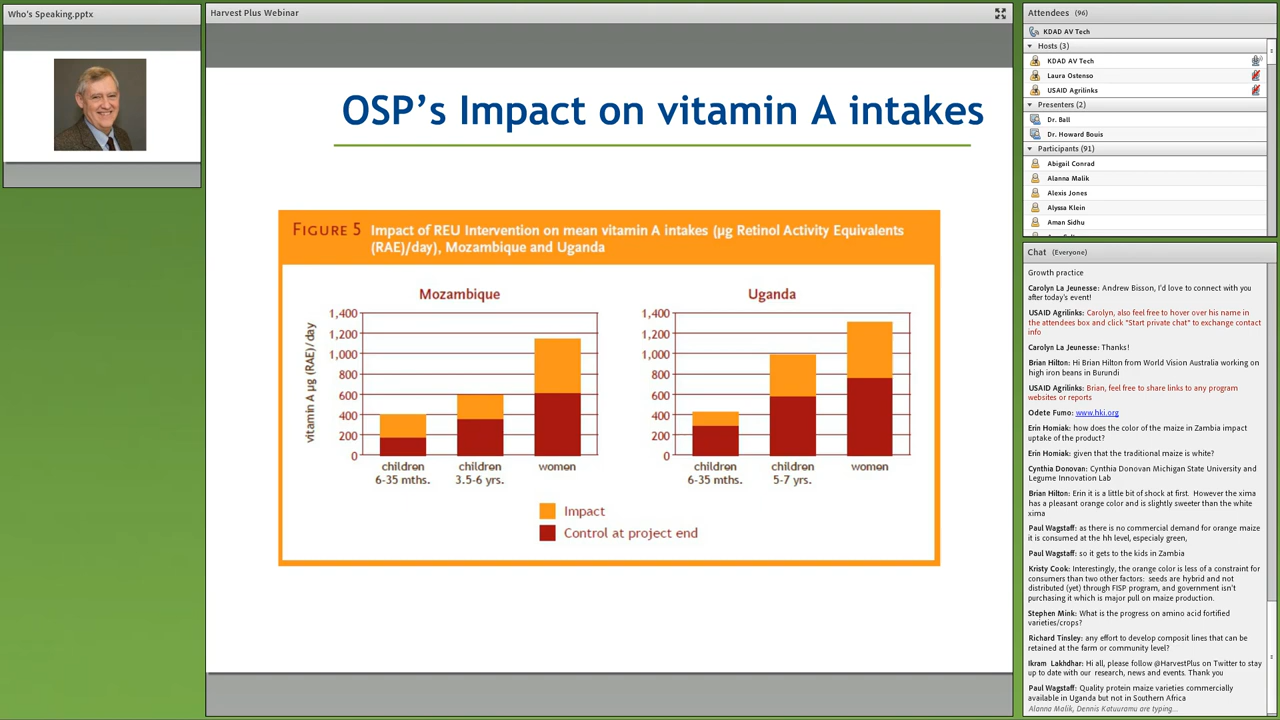 Who's Speaking.pptx
Harvest Plus Webinar
OSP's Impact on vitamin A intakes
FIGURE 5 Impact of REU Intervention on mean vitamin A intakes (µg Retinol Activity Equivalents
(RAE)/day), Mozambique and Uganda
Mozambique
vitamin A µg (RAE)/day
1,400
1,200
1,000
800
600
400
200
0
children
6-35 mths.
children
3.5-6 yrs.
women
Uganda
1,400
1,200
1,000
800
600
400
200
0
children
6-35 mths.
children
5-7 yrs.
women
Impact
Control at project end
Attendees (96)
KDAD AV Tech
Hosts (3)
KDAD AV Tech
Laura Ostenso
USAID Agrilinks
Presenters (2)
Dr. Ball
Dr. Howard Bouis
Participants (91)
Abigail Conrad
Alanna Malik
Alexis Jones
Alyssa Klein
Aman Sidhu
Chat (Everyone)
Growth practice
Carolyn La Jeunesse: Andrew Bisson, I'd love to connect with you
after today's event!
USAID Agrilinks: Carolyn, also feel free to hover over his name in
the attendees box and click "Start private chat" to exchange contact
info
Carolyn La Jeunesse: Thanks!
Brian Hilton: Hi Brian Hilton from World Vision Australia working on
high iron beans in Burundi
USAID Agrilinks: Brian, feel free to share links to any program
websites or reports
Odete Fumo: www.hki.org
Erin Homiak: how does the color of the maize in Zambia impact
uptake of the product?
Erin Homiak: given that the traditional maize is white?
Cynthia Donovan: Cynthia Donovan Michigan State University and
Legume Innovation Lab
Brian Hilton: Erin it is a little bit of shock at first. However the xima
has a pleasant orange color and is slightly sweeter than the white
xima
Paul Wagstaff: as there is no commercial demand for orange maize
it is consumed at the hh level, especialy green,
Paul Wagstaff: so it gets to the kids in Zambia
Kristy Cook: Interestingly, the orange color is less of a constraint for
consumers than two other factors: seeds are hybrid and not
distributed (yet) through FISP program, and government isn't
purchasing it which is major pull on maize production.
Stephen Mink: What is the progress on amino acid fortified
varieties/crops?
Richard Tinsley: any effort to develop composit lines that can be
retained at the farm or community level?
Ikram Lakhdhar: Hi all, please follow @HarvestPlus on Twitter to stay
up to date with our research, news and events. Thank you
Paul Wagstaff: Quality protein maize varieties commercially
available in Uganda but not in Southern Africa
Alanna Malik, Dennis Katuuramu are typing...